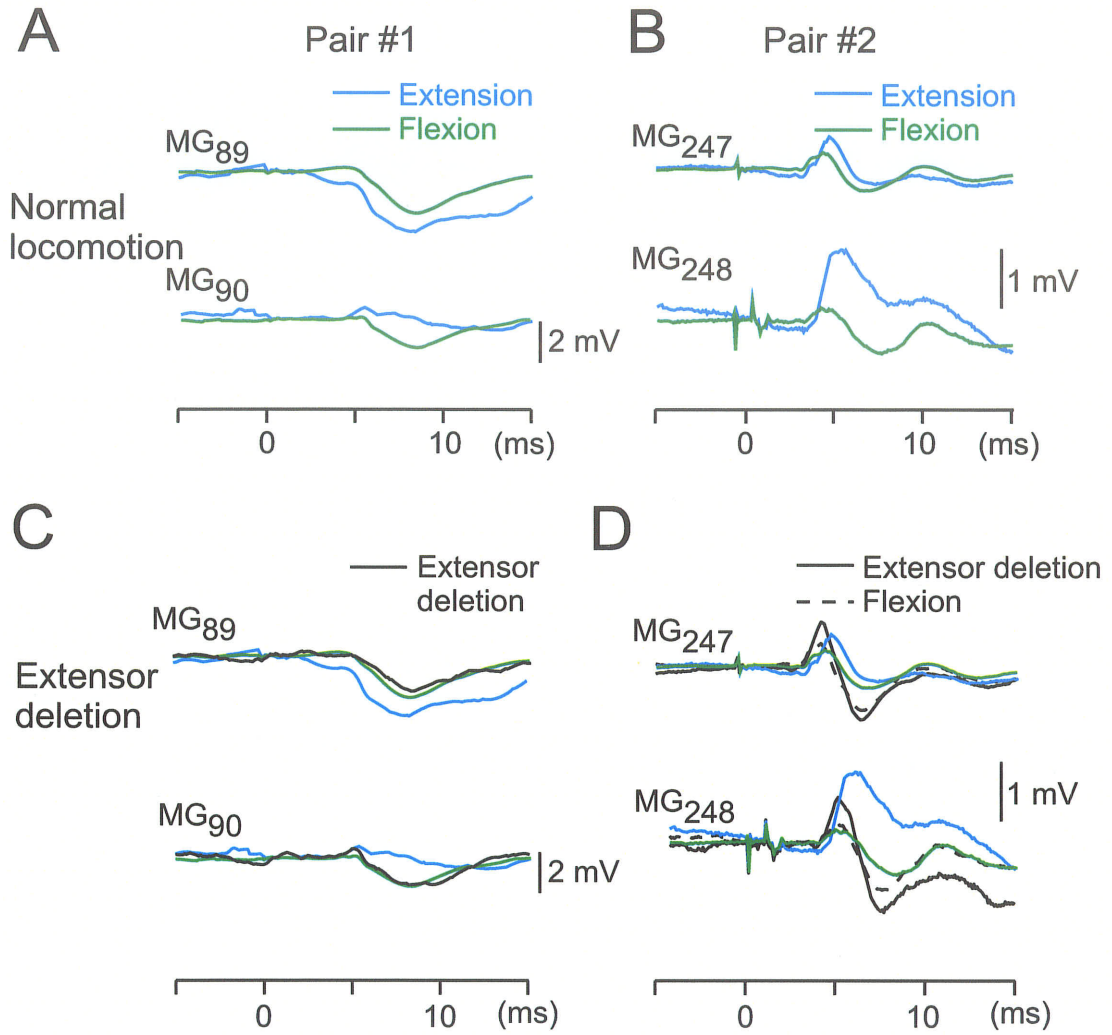 A
Pair #1
Extension
Flexion
MG89
Normal
locomotion
MG90
2 mV
0
10
(ms)
B
Pair #2
Extension
Flexion
MG247
MG248
1 mV
0
10
(ms)
C
Extensor
deletion
MG89
Extensor
deletion
MG90
2 mV
0
10
(ms)
D
Extensor deletion
Flexion
MG247
MG248
1 mV
0
10
(ms)